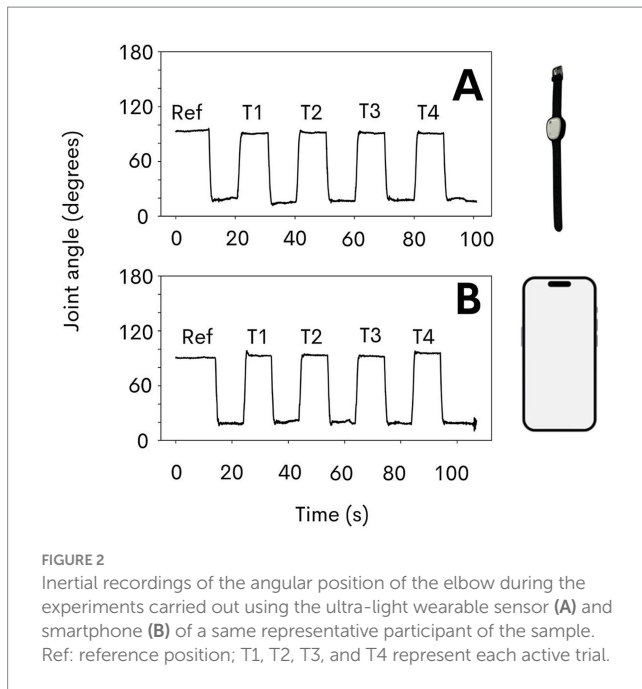 180
120
60
0
Ref
T1
T2
T3
T4
A
0
20
40
60
80
100
Joint angle (degrees)
180
120
60
0
Ref
T1
T2
T3
T4
B
0
20
40
60
80
100
Time (s)
FIGURE 2
Inertial recordings of the angular position of the elbow during the
experiments carried out using the ultra-light wearable sensor (A) and
smartphone (B) of a same representative participant of the sample.
Ref: reference position; T1, T2, T3, and T4 represent each active trial.